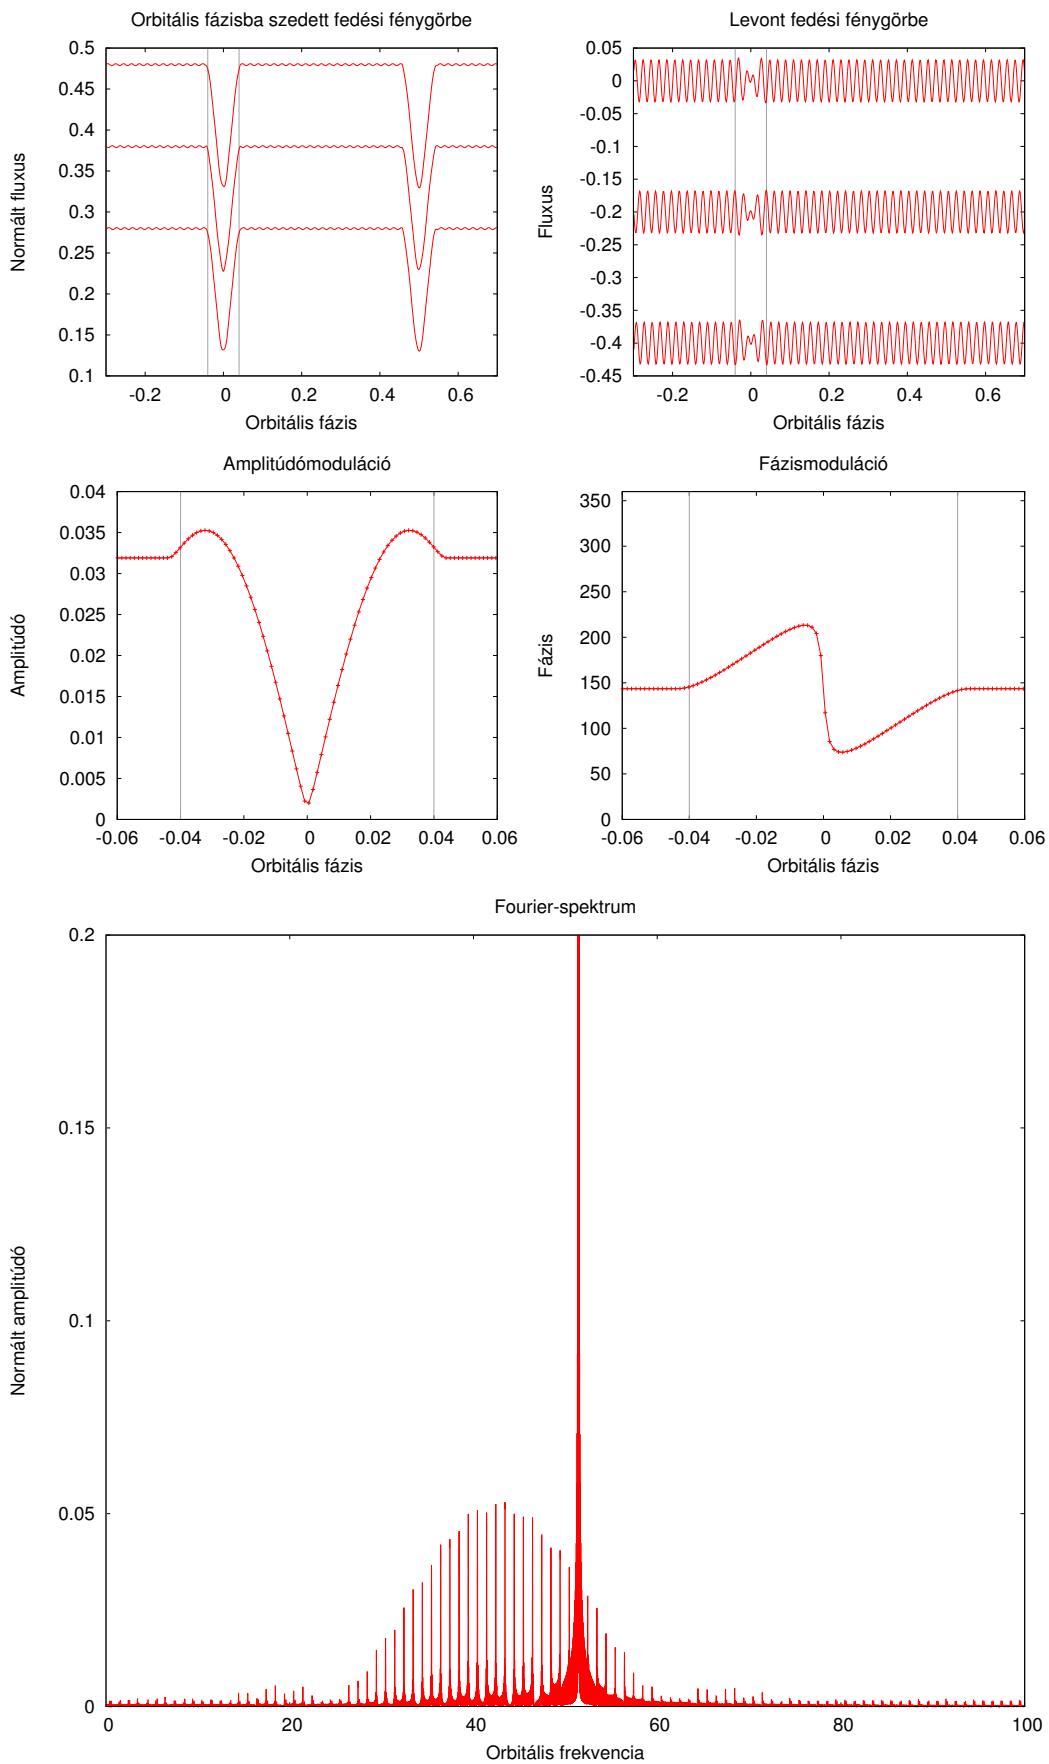 Orbitális fázisba szedett fedési fénygörbe
Normált fluxus
0.5
0.45
0.4
0.35
0.3
0.25
0.2
0.15
0.1
-0.2 0 0.2 0.4 0.6
Orbitális fázis
Levont fedési fénygörbe
Fluxus
0.05
0
-0.05
-0.1
-0.15
-0.2
-0.25
-0.3
-0.35
-0.4
-0.45
-0.2 0 0.2 0.4 0.6
Orbitális fázis
Amplitúdómoduláció
Amplitúdó
0.04
0.035
0.03
0.025
0.02
0.015
0.01
0.005
0
-0.06 -0.04 -0.02 0 0.02 0.04 0.06
Orbitális fázis
Fázismoduláció
Fázis
350
300
250
200
150
100
50
0
-0.06 -0.04 -0.02 0 0.02 0.04 0.06
Orbitális fázis
Fourier-spektrum
Normált amplitúdó
0.2
0.15
0.1
0.05
0
0 20 40 60 80 100
Orbitális frekvencia